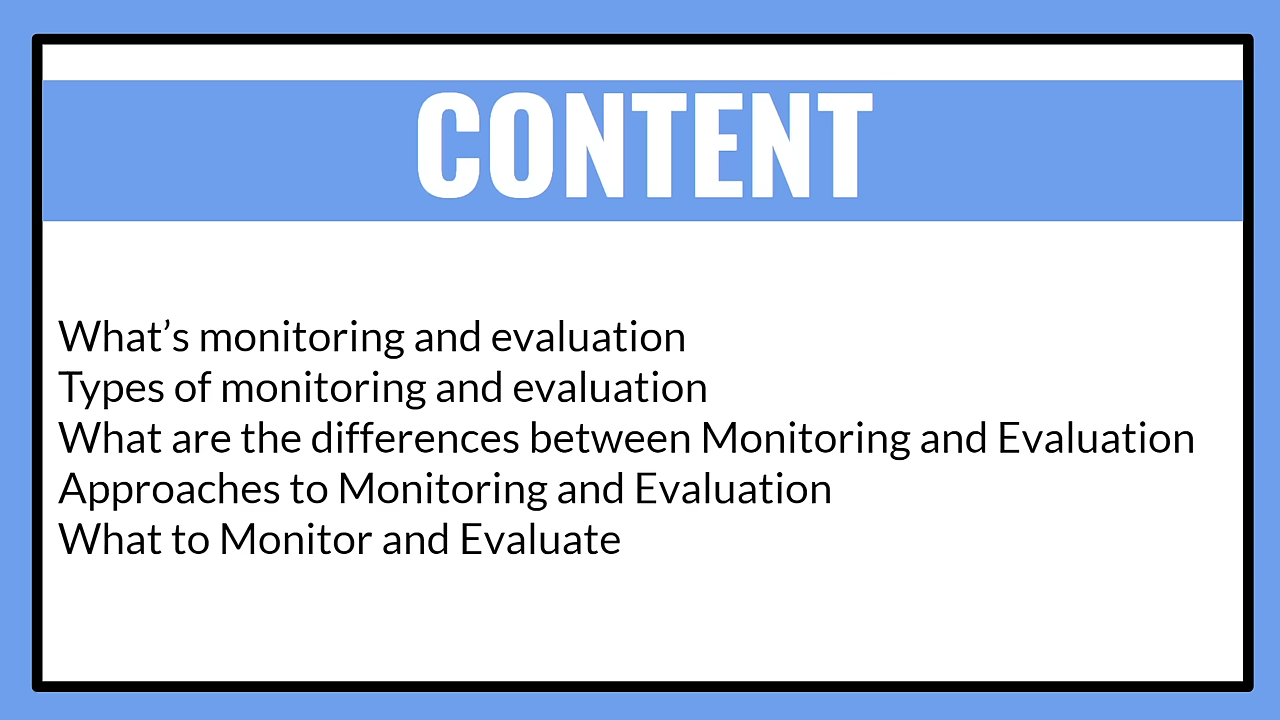 CONTENT
What’s monitoring and evaluation
Types of monitoring and evaluation
What are the differences between Monitoring and Evaluation
Approaches to Monitoring and Evaluation
What to Monitor and Evaluate